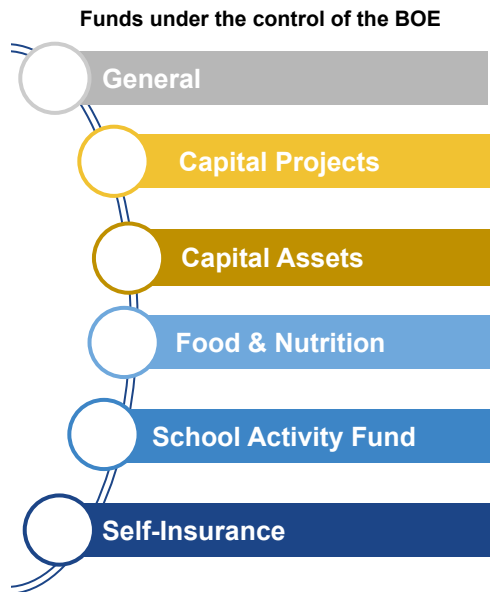 Funds under the control of the BOE
General
Capital Projects
Capital Assets
Food & Nutrition
School Activity Fund
Self-Insurance